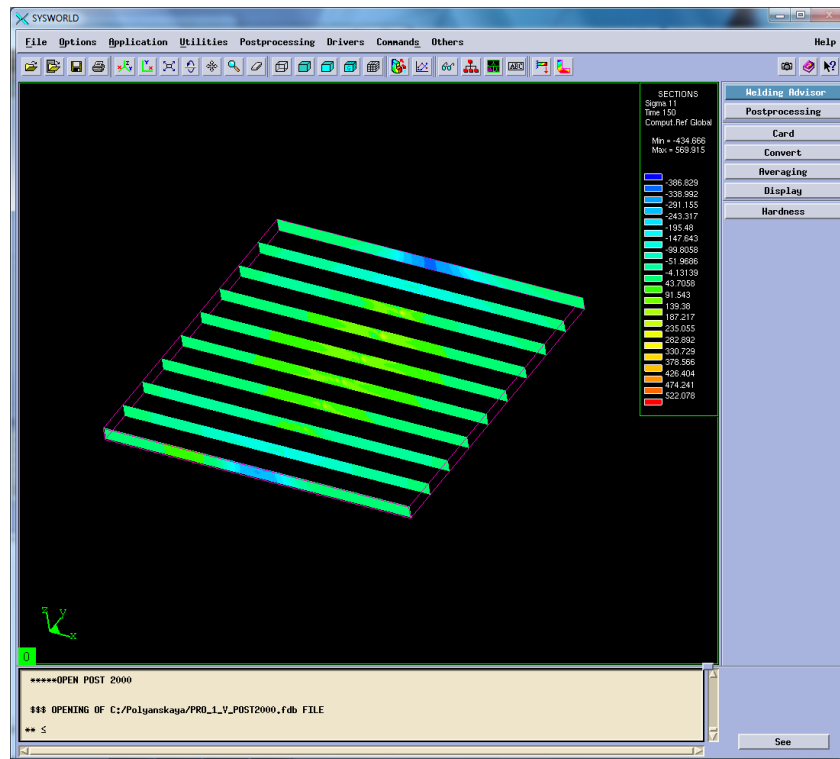 SYSWORLD
File Options Application Utilities Postprocessing Drivers Commands Others Help
ABC
SECTIONS
Sigma 11
Time 150
Comput.Ref Global
Min = -434.666
Max = 569.915
-386.829
-338.992
-291.155
-243.317
-195.48
-147.643
-99.8058
-51.9686
-4.13139
43.7058
91.543
139.38
187.217
235.055
282.892
330.729
378.566
426.404
474.241
522.078
Welding Advisor
Postprocessing
Card
Convert
Averaging
Display
Hardness
z y
x
0
*****OPEN POST 2000
$$$ OPENING OF C:/Polyanskaya/PRO_1_V_POST2000.fdb FILE
** ≤
See